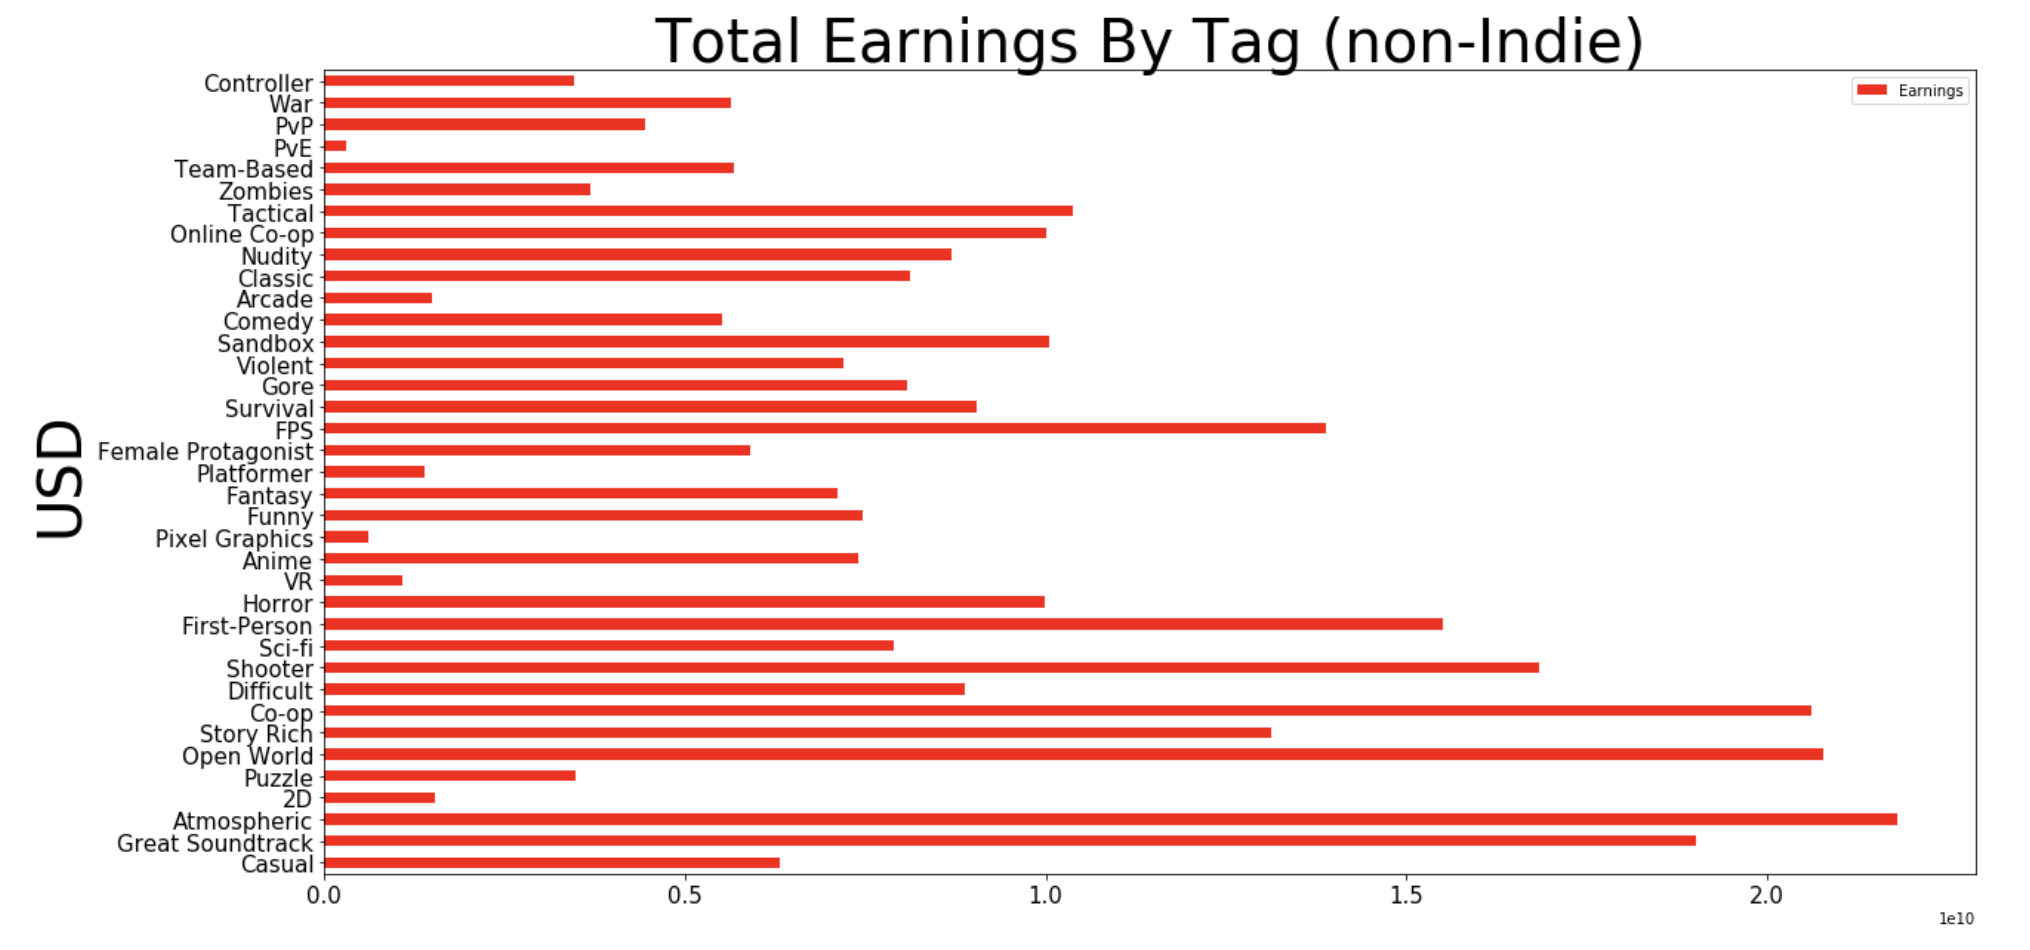 Total Earnings By Tag (non-Indie)
Earnings
USD
Controller
War
PvP
PvE
Team-Based
Zombies
Tactical
Online Co-op
Nudity
Classic
Arcade
Comedy
Sandbox
Violent
Gore
Survival
FPS
Female Protagonist
Platformer
Fantasy
Funny
Pixel Graphics
Anime
VR
Horror
First-Person
Sci-fi
Shooter
Difficult
Co-op
Story Rich
Open World
Puzzle
2D
Atmospheric
Great Soundtrack
Casual
0.0 0.5 1.0 1.5 2.0
1e10